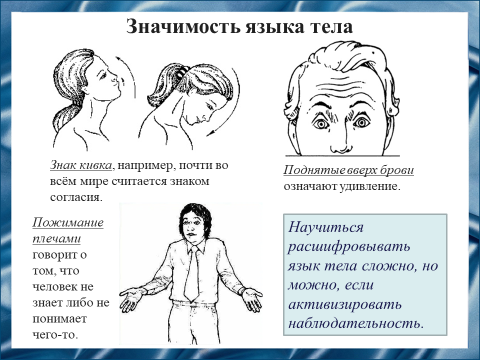 Значимость языка тела
Знак кивка, например, почти во
всём мире считается знаком
согласия.
Поднятые вверх брови
означают удивление.
Пожимание
плечами
говорит о
том, что
человек не
знает либо не
понимает
чего-то.
Научиться
расшифровывать
язык тела сложно, но
можно, если
активизировать
наблюдательность.